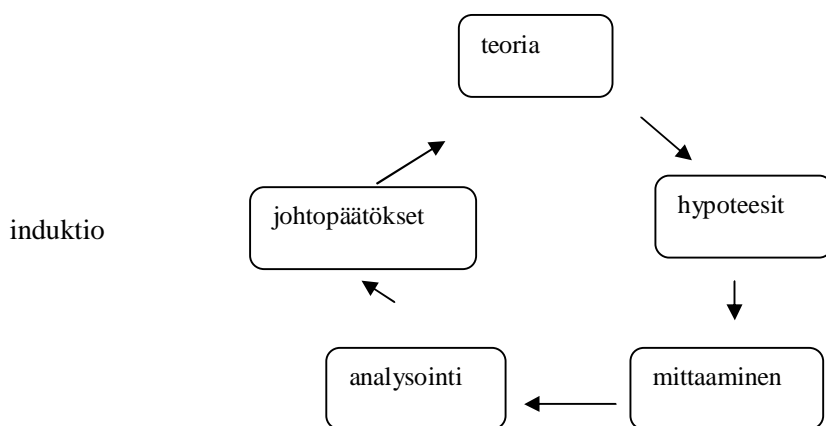 teoria
johtopäätökset
hypoteesit
induktio
analysointi
mittaaminen